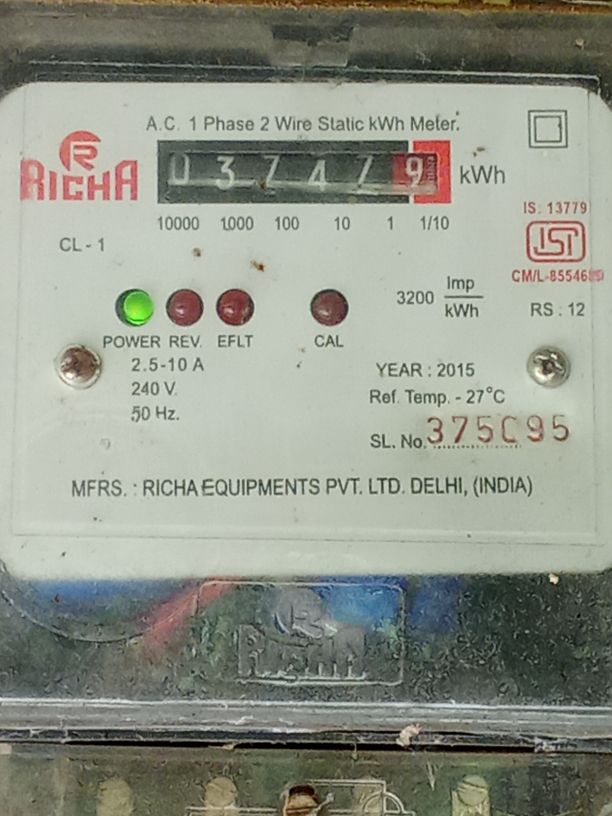 A.C. 1 Phase 2 Wire Static kWh Meter.
RICHA
037479 kWh
10000 1000 100 10 1 1/10
IS: 13779
ISI
CL - 1
3200 Imp
kWh
RS : 12
POWER REV. EFLT CAL
2.5-10 A
240 V.
50 Hz.
YEAR : 2015
Ref. Temp. - 27°C
SL. No. 375095
MFRS. : RICHA EQUIPMENTS PVT. LTD. DELHI, (INDIA)
R
RICHA